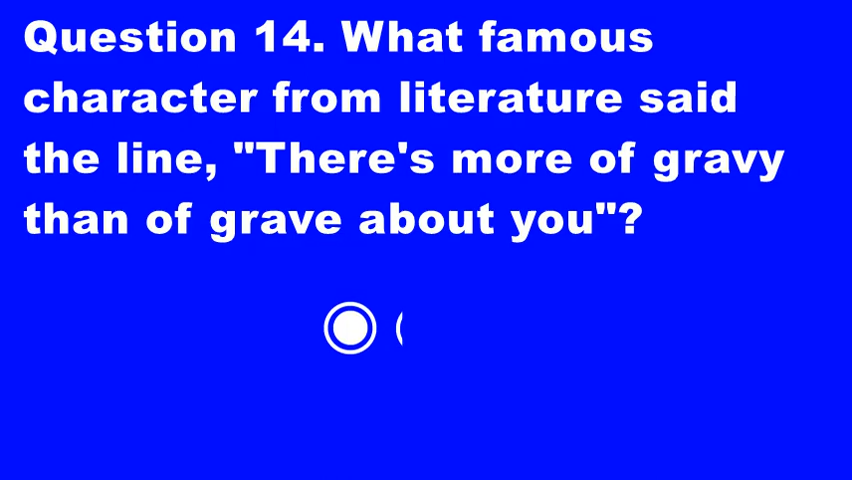 Question 14. What famous
character from literature said
the line, "There's more of gravy
than of grave about you"?